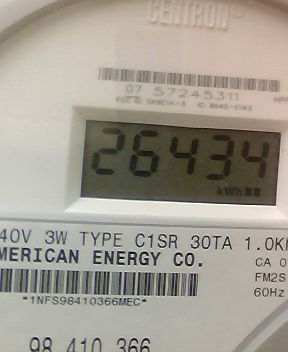 CENTRON®
07 57245311
26434
kWh
40V 3W TYPE C1SR 30TA 1.0K
MERICAN ENERGY CO.
CA 0
FM2S
*1NFS98410366MEC*
60Hz
98 410 366